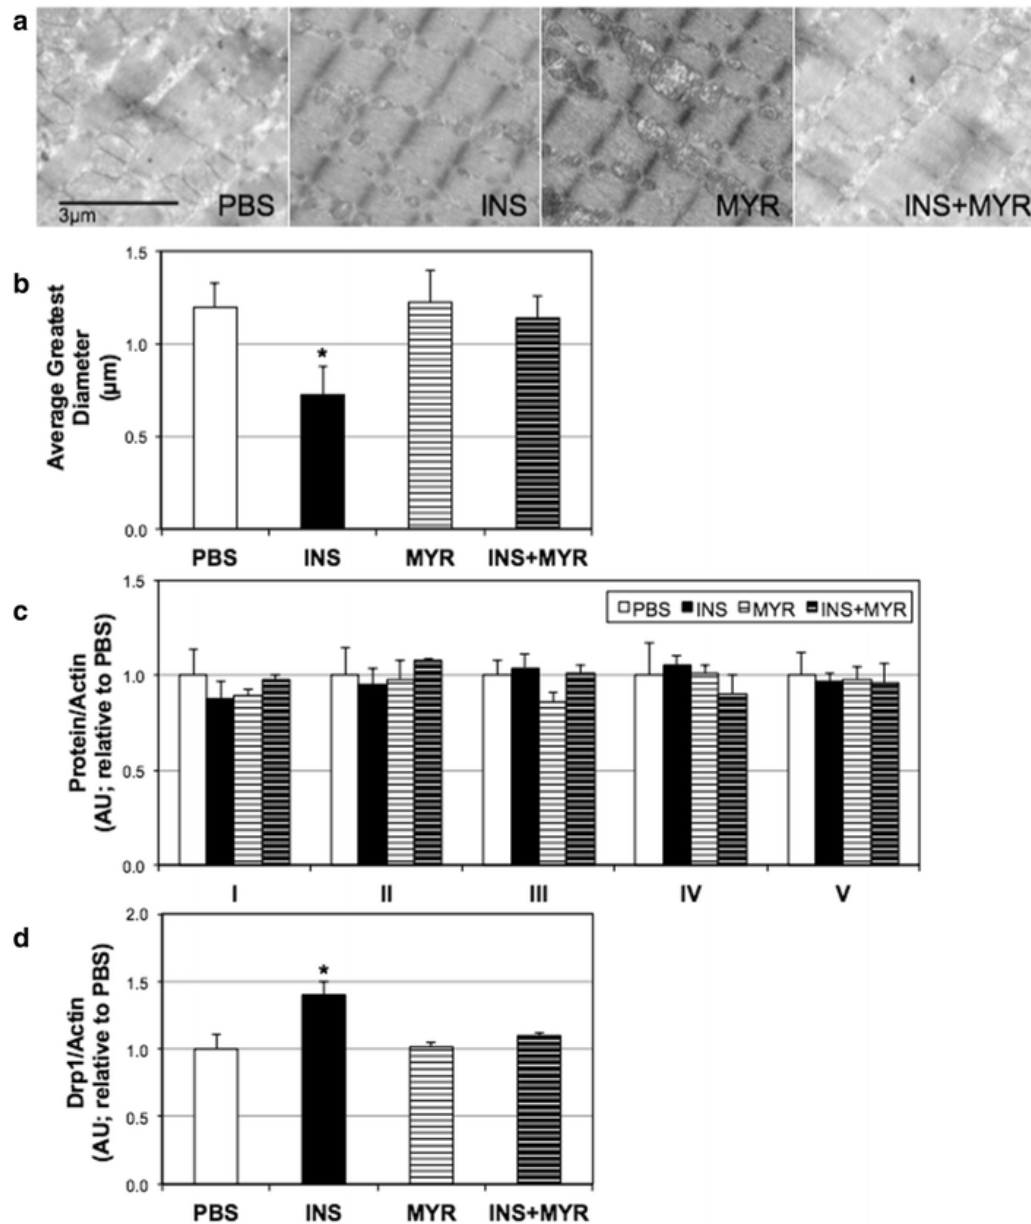 a
PBS
INS
MYR
INS+MYR
3µm
b
Average Greatest
Diameter
(µm)
1.5
1.0
0.5
0.0
PBS INS MYR INS+MYR
*
c
Protein/Actin
(AU; relative to PBS)
1.5
1.0
0.5
0.0
PBS INS MYR INS+MYR
I II III IV V
d
Drp1/Actin
(AU; relative to PBS)
2.0
1.5
1.0
0.5
0.0
*
PBS INS MYR INS+MYR